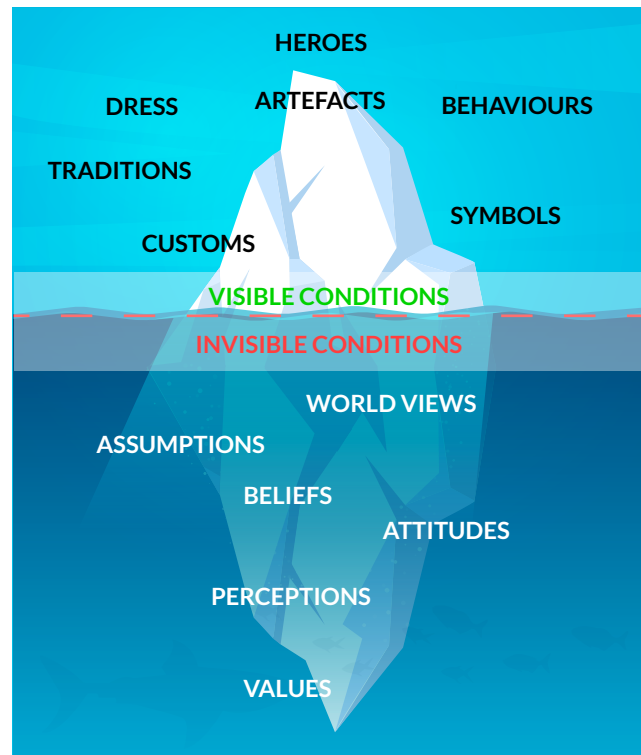 HEROES
ARTEFACTS
DRESS
BEHAVIOURS
TRADITIONS
SYMBOLS
CUSTOMS
VISIBLE CONDITIONS
INVISIBLE CONDITIONS
WORLD VIEWS
ASSUMPTIONS
BELIEFS
ATTITUDES
PERCEPTIONS
VALUES